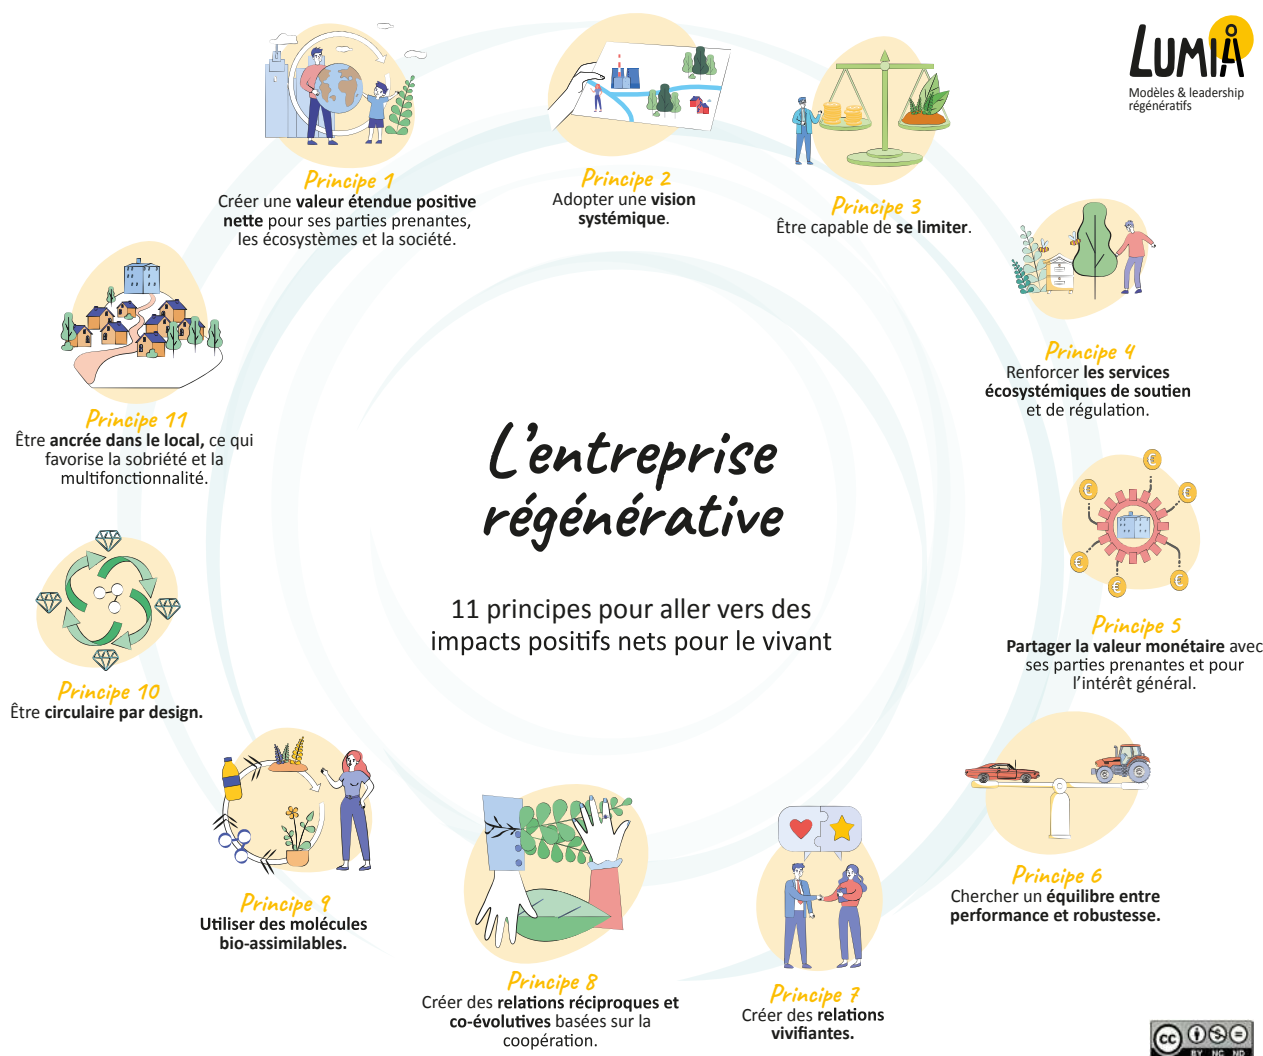 LUMIÀ
Modèles & leadership
régénératifs
L'entreprise
régénérative
11 principes pour aller vers des
impacts positifs nets pour le vivant
Principe 1
Créer une valeur étendue positive
nette pour ses parties prenantes,
les écosystèmes et la société.
Principe 2
Adopter une vision
systémique.
Principe 3
Être capable de se limiter.
Principe 4
Renforcer les services
écosystémiques de soutien
et de régulation.
€
€
€
€
€
€
Principe 5
Partager la valeur monétaire avec
ses parties prenantes et pour
l'intérêt général.
Principe 6
Chercher un équilibre entre
performance et robustesse.
Principe 7
Créer des relations
vivifiantes.
Principe 8
Créer des relations réciproques et
co-évolutives basées sur la
coopération.
Principe 9
Utiliser des molécules
bio-assimilables.
Principe 10
Être circulaire par design.
Principe 11
Être ancrée dans le local, ce qui
favorise la sobriété et la
multifonctionnalité.
cc
BY NC ND